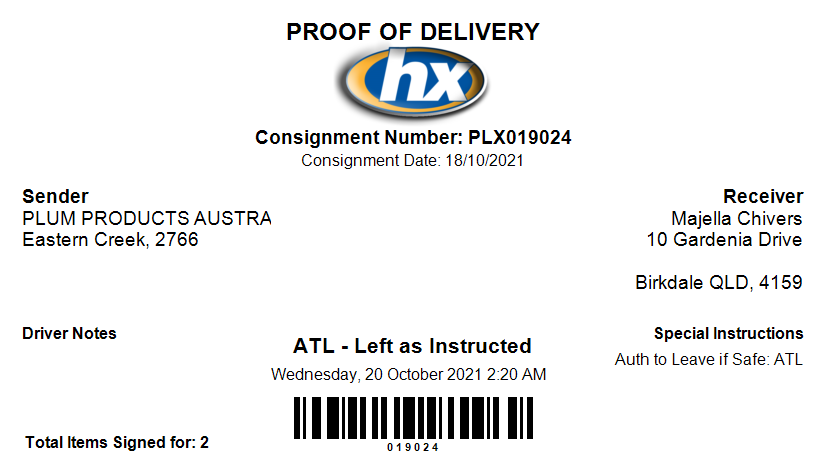 PROOF OF DELIVERY
hx
Consignment Number: PLX019024
Consignment Date: 18/10/2021
Sender
PLUM PRODUCTS AUSTRA
Eastern Creek, 2766
Receiver
Majella Chivers
10 Gardenia Drive
Birkdale QLD, 4159
Driver Notes
ATL - Left as Instructed
Wednesday, 20 October 2021 2:20 AM
Special Instructions
Auth to Leave if Safe: ATL
019024
Total Items Signed for: 2